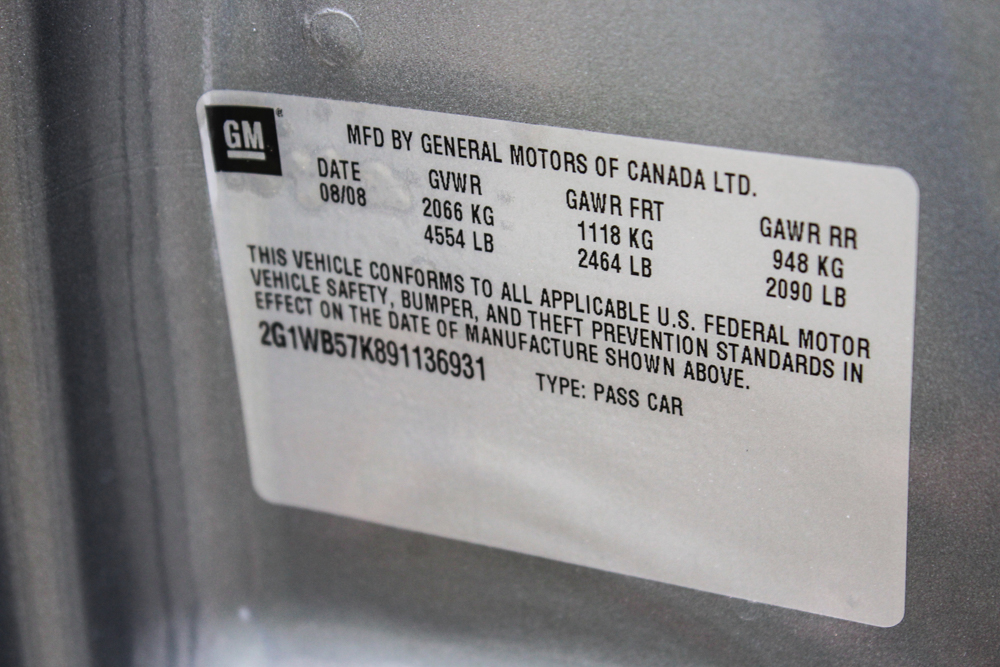 GM®
MFD BY GENERAL MOTORS OF CANADA LTD.
DATE GVWR GAWR FRT GAWR RR
08/08 2066 KG 1118 KG 948 KG
4554 LB 2464 LB 2090 LB
THIS VEHICLE CONFORMS TO ALL APPLICABLE U.S. FEDERAL MOTOR
VEHICLE SAFETY, BUMPER, AND THEFT PREVENTION STANDARDS IN
EFFECT ON THE DATE OF MANUFACTURE SHOWN ABOVE.
2G1WB57K891136931 TYPE: PASS CAR